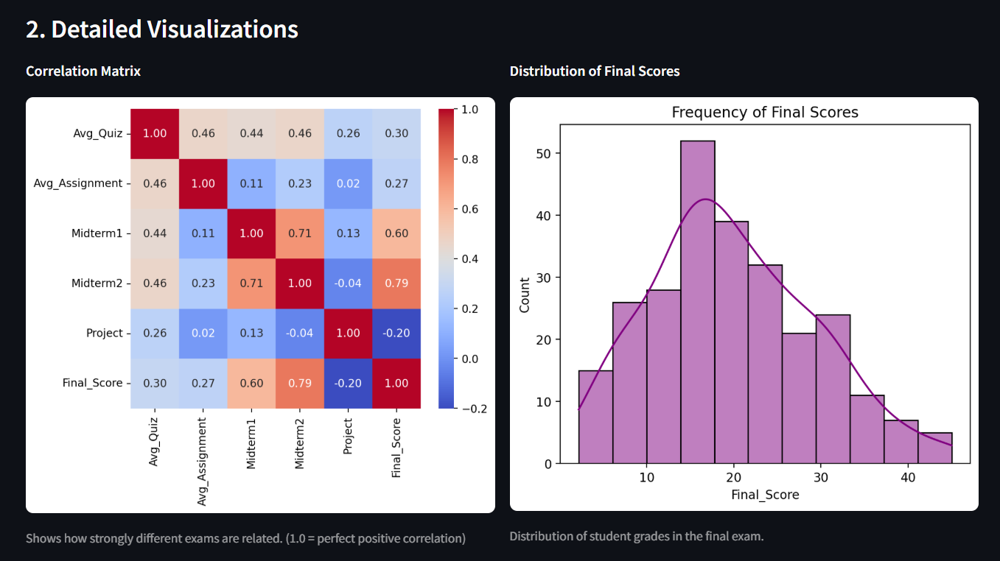 2. Detailed Visualizations
Correlation Matrix
Avg_Quiz 1.00 0.46 0.44 0.46 0.26 0.30
Avg_Assignment 0.46 1.00 0.11 0.23 0.02 0.27
Midterm1 0.44 0.11 1.00 0.71 0.13 0.60
Midterm2 0.46 0.23 0.71 1.00 -0.04 0.79
Project 0.26 0.02 0.13 -0.04 1.00 -0.20
Final_Score 0.30 0.27 0.60 0.79 -0.20 1.00
Avg_Quiz Avg_Assignment Midterm1 Midterm2 Project Final_Score
1.0
0.8
0.6
0.4
0.2
0.0
−0.2
Shows how strongly different exams are related. (1.0 = perfect positive correlation)
Distribution of Final Scores
Frequency of Final Scores
Count
50
40
30
20
10
0
10 20 30 40
Final_Score
Distribution of student grades in the final exam.